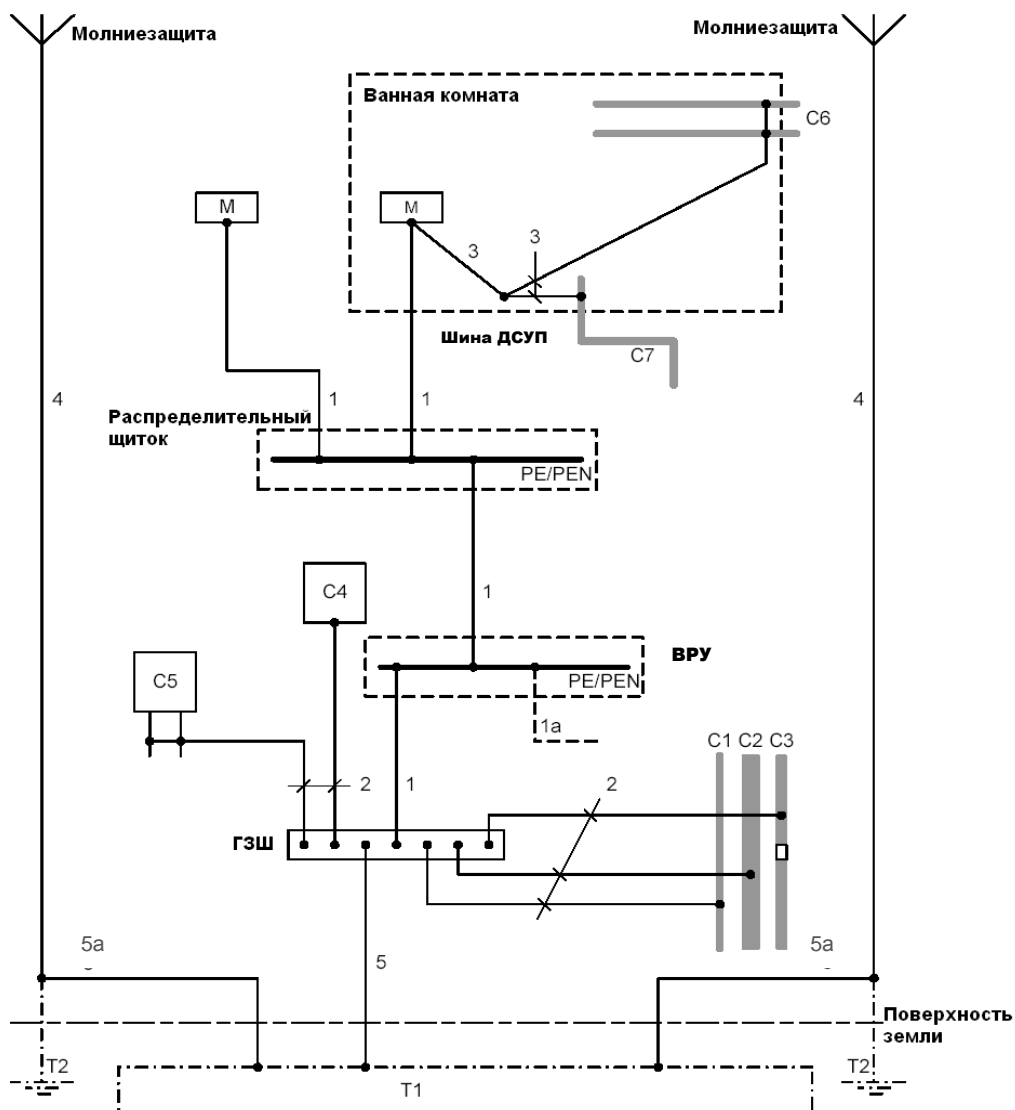 Молниезащита
Молниезащита
Ванная комната
C6
M
M
3
3
Шина ДСУП
C7
4
1
1
4
Распределительный
щиток
PE/PEN
C4
1
ВРУ
C5
PE/PEN
1a
C1 C2 C3
2
1
2
ГЗШ
5a
5
5a
Поверхность
земли
T2
T1
T2